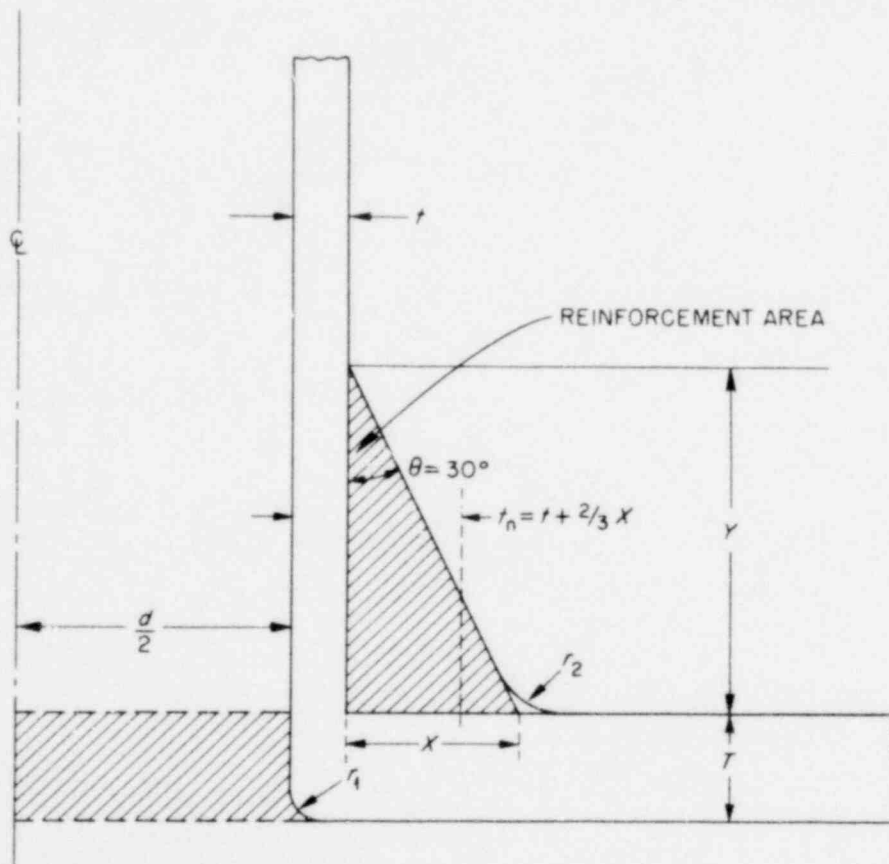 t
℄
REINFORCEMENT AREA
θ = 30°
tn = t + 2/3 X
Y
d/2
r2
X
T
r1